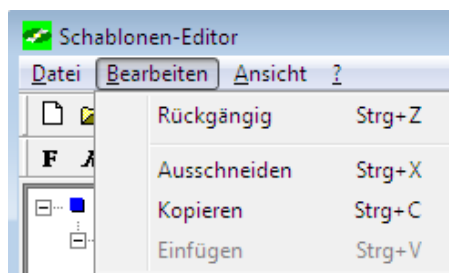 Schablonen-Editor
Datei Bearbeiten Ansicht ?
Rückgängig Strg+Z
F
Ausschneiden Strg+X
Kopieren Strg+C
Einfügen Strg+V